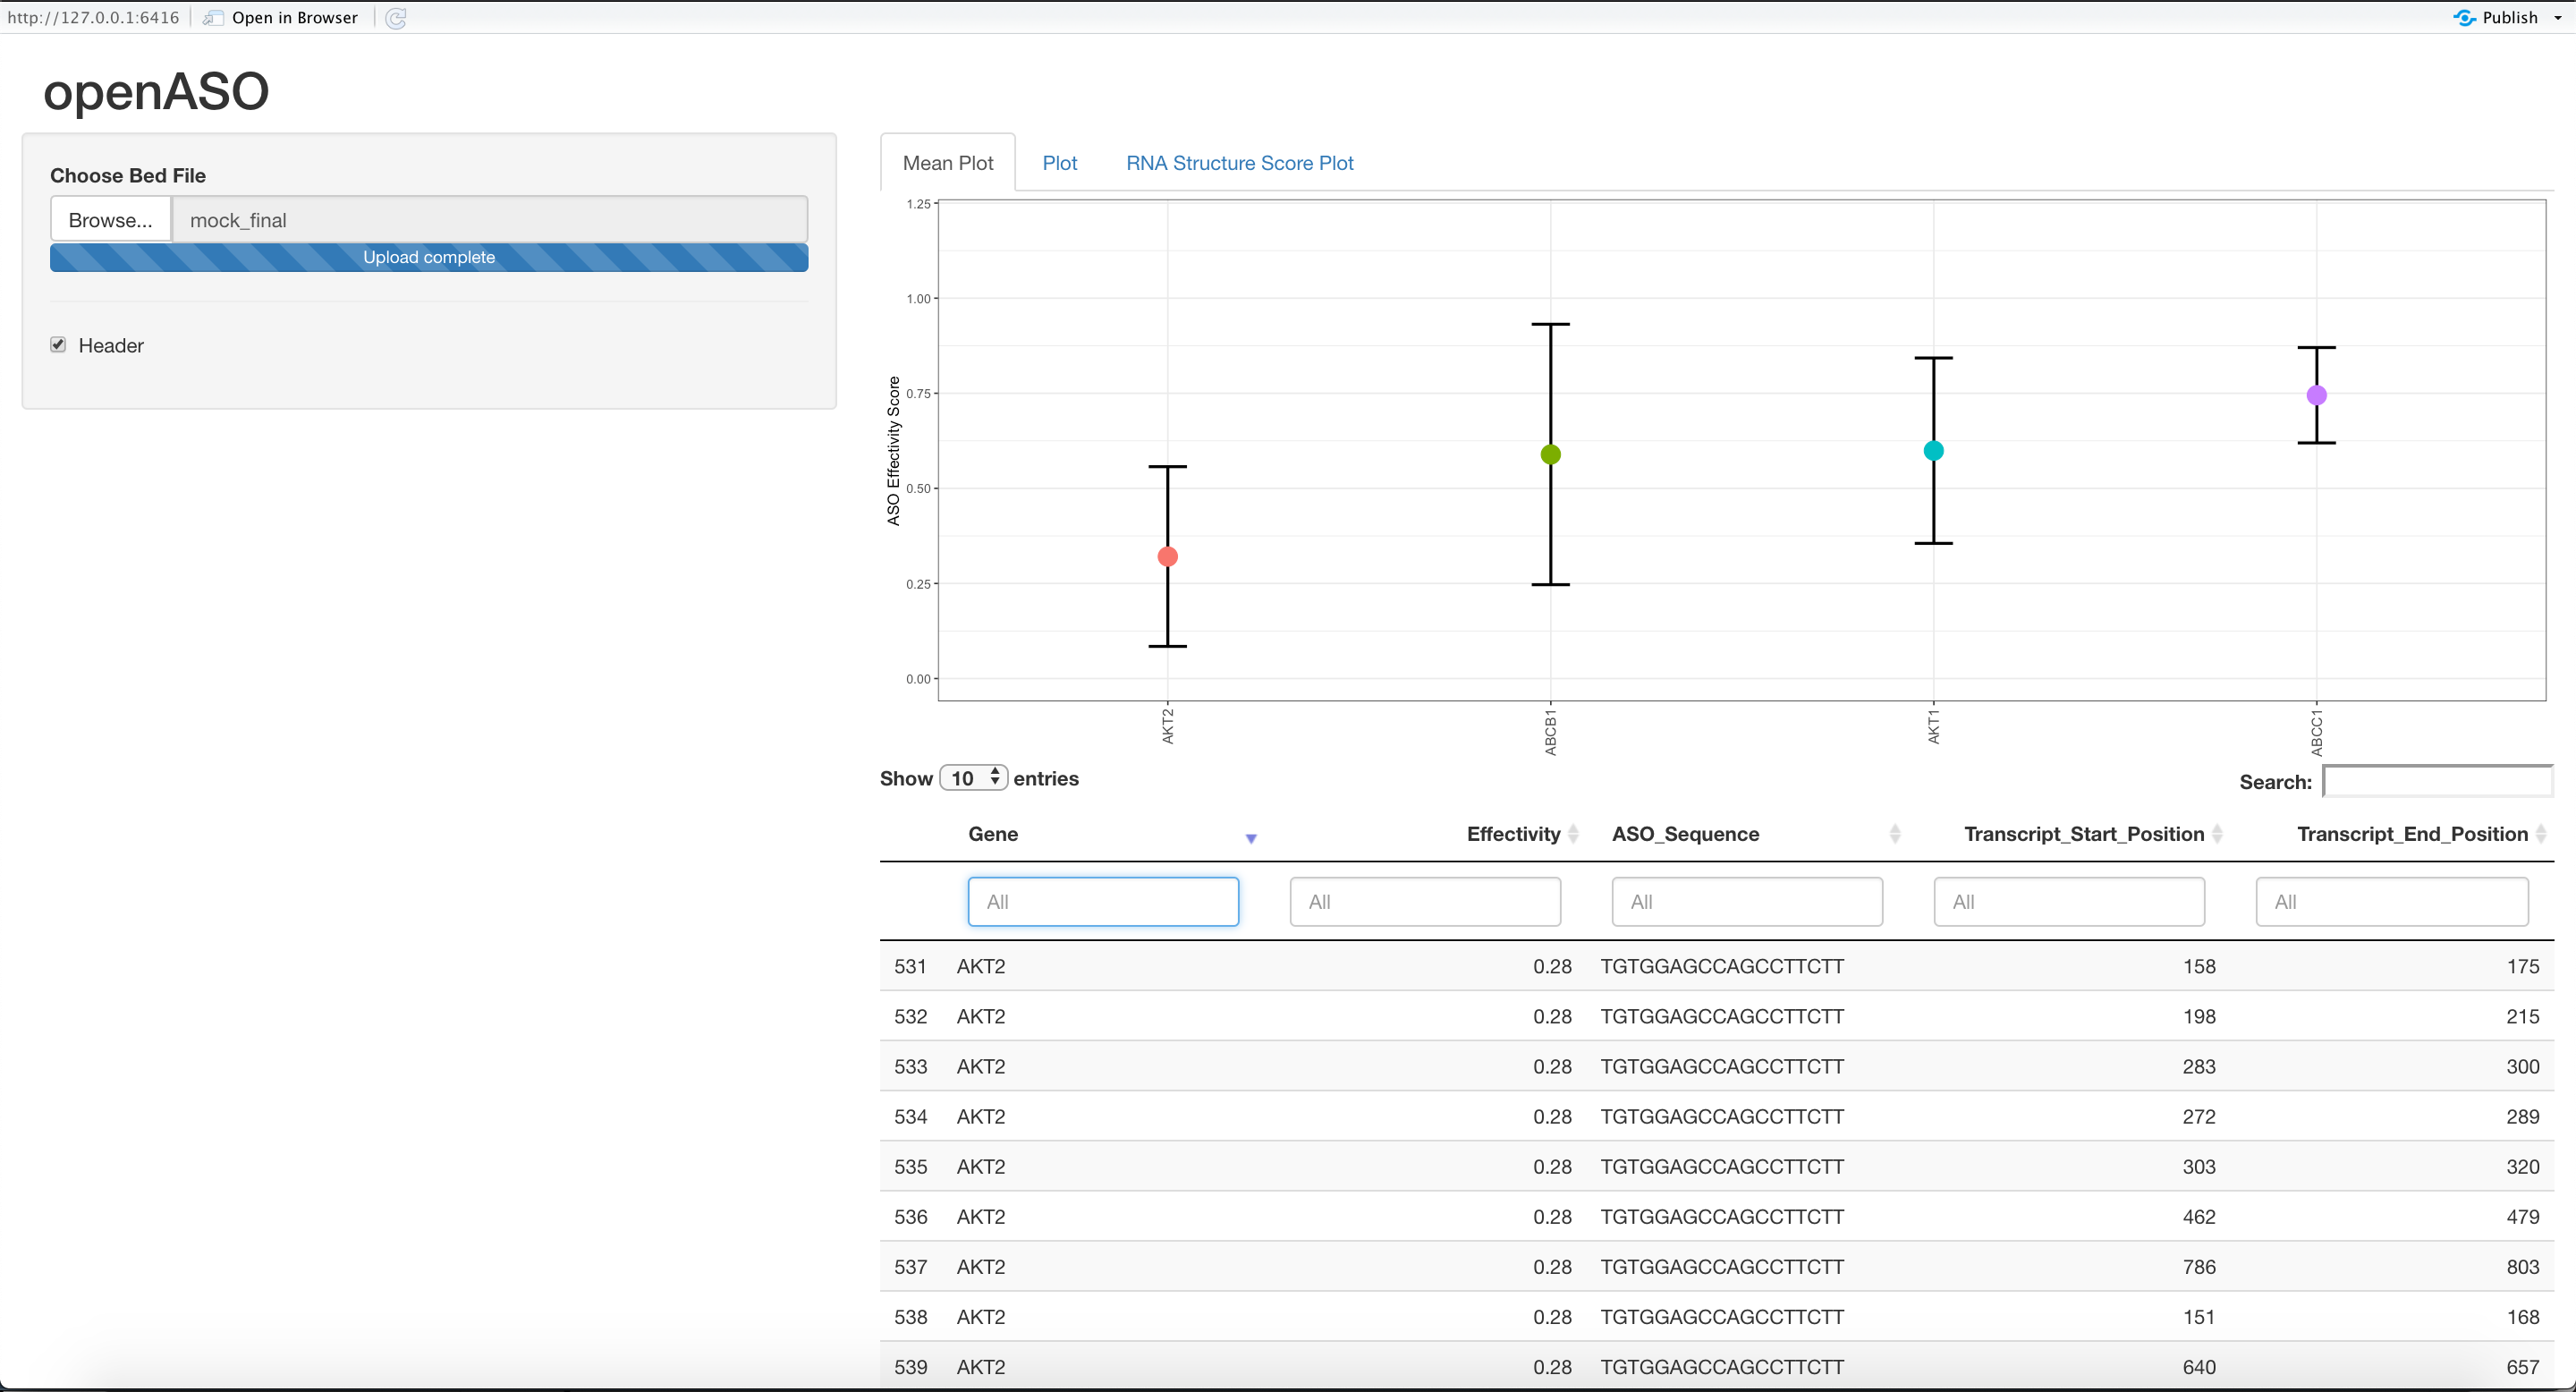 http://127.0.0.1:6416 Open in Browser Publish
openASO
Choose Bed File
Browse... mock_final
Upload complete
Header
Mean Plot Plot RNA Structure Score Plot
ASO Effectivity Score
1.25
1.00
0.75
0.50
0.25
0.00
AKT2 ABCB1 AKT1 ABCC1
Show 10 entries Search:
Gene Effectivity ASO_Sequence Transcript_Start_Position Transcript_End_Position
All All All All All
531 AKT2 0.28 TGTGGAGCCAGCCTTCTT 158 175
532 AKT2 0.28 TGTGGAGCCAGCCTTCTT 198 215
533 AKT2 0.28 TGTGGAGCCAGCCTTCTT 283 300
534 AKT2 0.28 TGTGGAGCCAGCCTTCTT 272 289
535 AKT2 0.28 TGTGGAGCCAGCCTTCTT 303 320
536 AKT2 0.28 TGTGGAGCCAGCCTTCTT 462 479
537 AKT2 0.28 TGTGGAGCCAGCCTTCTT 786 803
538 AKT2 0.28 TGTGGAGCCAGCCTTCTT 151 168
539 AKT2 0.28 TGTGGAGCCAGCCTTCTT 640 657